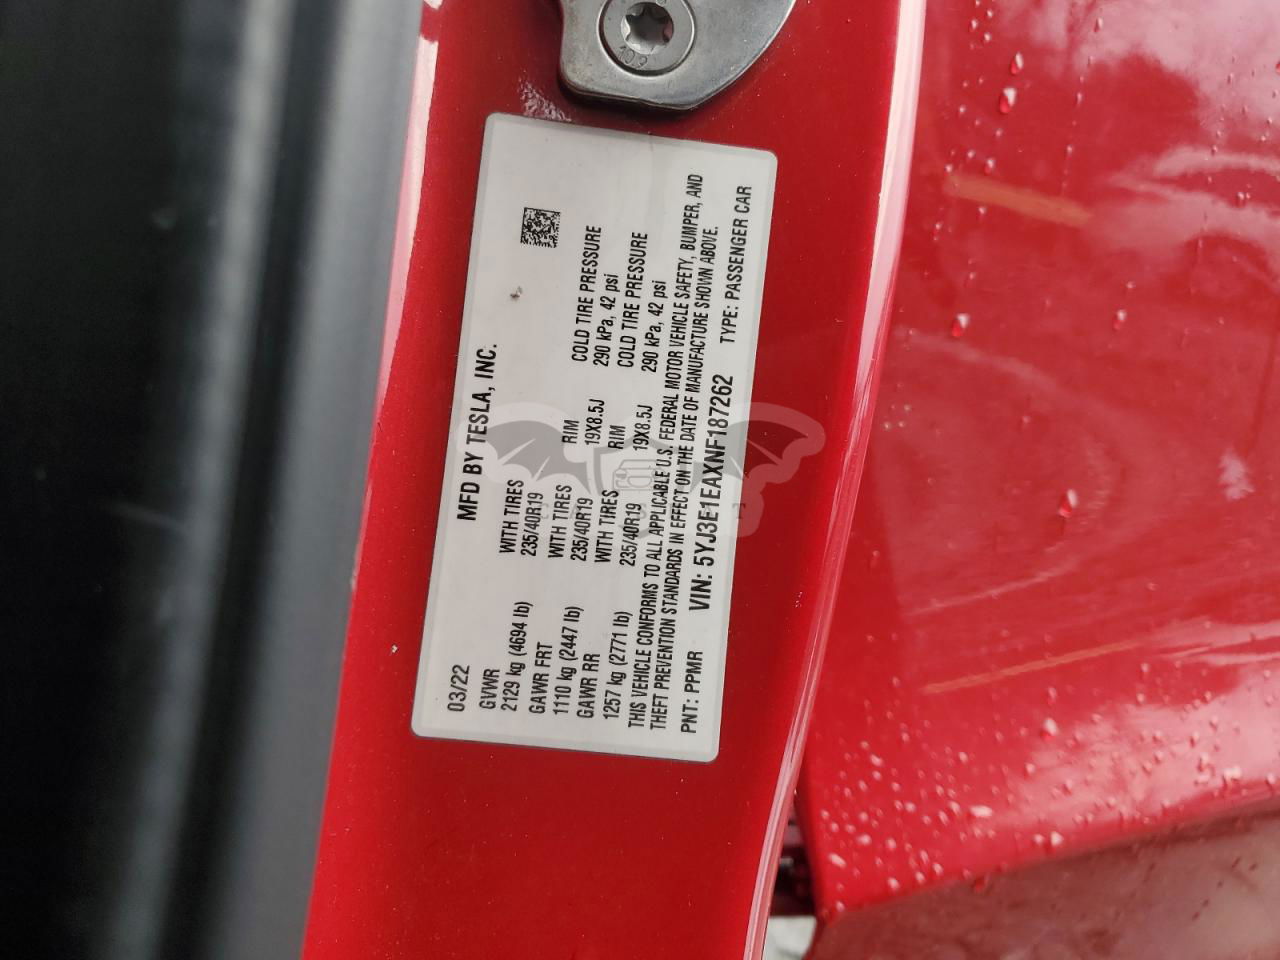 MFD BY TESLA, INC.
03/22
GVWR
2129 kg (4694 lb)
WITH TIRES
235/40R19
RIM
19X8.5J
COLD TIRE PRESSURE
290 kPa, 42 psi
GAWR FRT
1110 kg (2447 lb)
WITH TIRES
235/40R19
RIM
19X8.5J
COLD TIRE PRESSURE
290 kPa, 42 psi
GAWR RR
1257 kg (2771 lb)
WITH TIRES
235/40R19
THIS VEHICLE CONFORMS TO ALL APPLICABLE U.S. FEDERAL MOTOR VEHICLE SAFETY, BUMPER, AND
THEFT PREVENTION STANDARDS IN EFFECT ON THE DATE OF MANUFACTURE SHOWN ABOVE.
PNT: PPMR VIN: 5YJ3E1EAXNF187262 TYPE: PASSENGER CAR
10.9